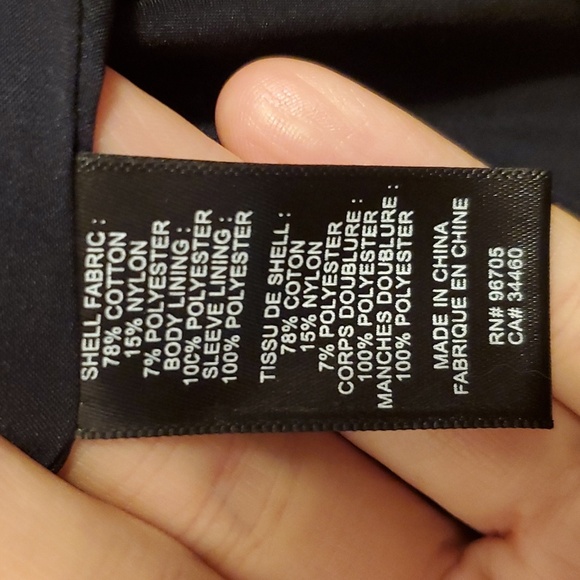 SHELL FABRIC :
78% COTTON
15% NYLON
7% POLYESTER
BODY LINING :
100% POLYESTER
SLEEVE LINING :
100% POLYESTER
TISSU DE SHELL :
78% COTON
15% NYLON
7% POLYESTER
CORPS DOUBLURE :
100% POLYESTER
MANCHES DOUBLURE :
100% POLYESTER
MADE IN CHINA
FABRIQUE EN CHINE
RN# 96705
CA# 34460